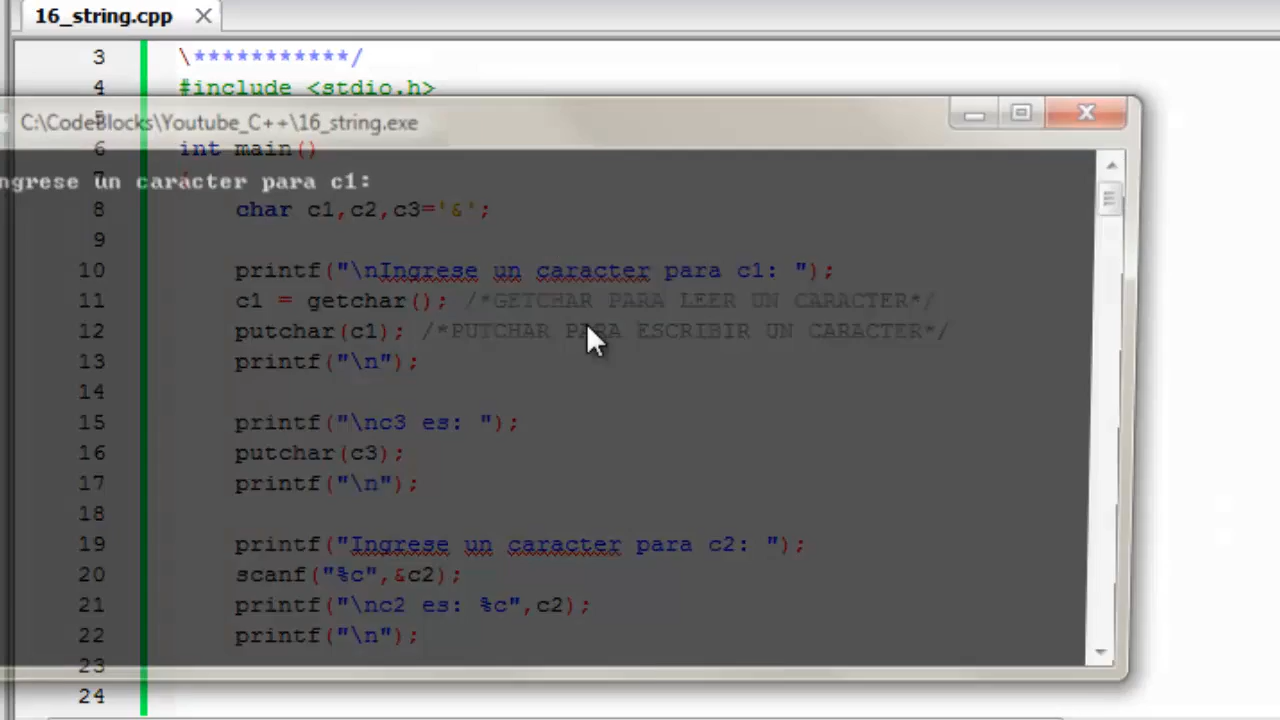 16_string.cpp
3 \***********/
4 #include <stdio.h>
C:\CodeBlocks\Youtube_C++\16_string.exe
5
6 int main()
7
ngrese un caracter para c1:
8 char c1,c2,c3='&';
9
10 printf("\nIngrese un caracter para c1: ");
11 c1 = getchar(); /*GETCHAR PARA LEER UN CARACTER*/
12 putchar(c1); /*PUTCHAR PARA ESCRIBIR UN CARACTER*/
13 printf("\n");
14
15 printf("\nc3 es: ");
16 putchar(c3);
17 printf("\n");
18
19 printf("Ingrese un caracter para c2: ");
20 scanf("%c",&c2);
21 printf("\nc2 es: %c",c2);
22 printf("\n");
23
24